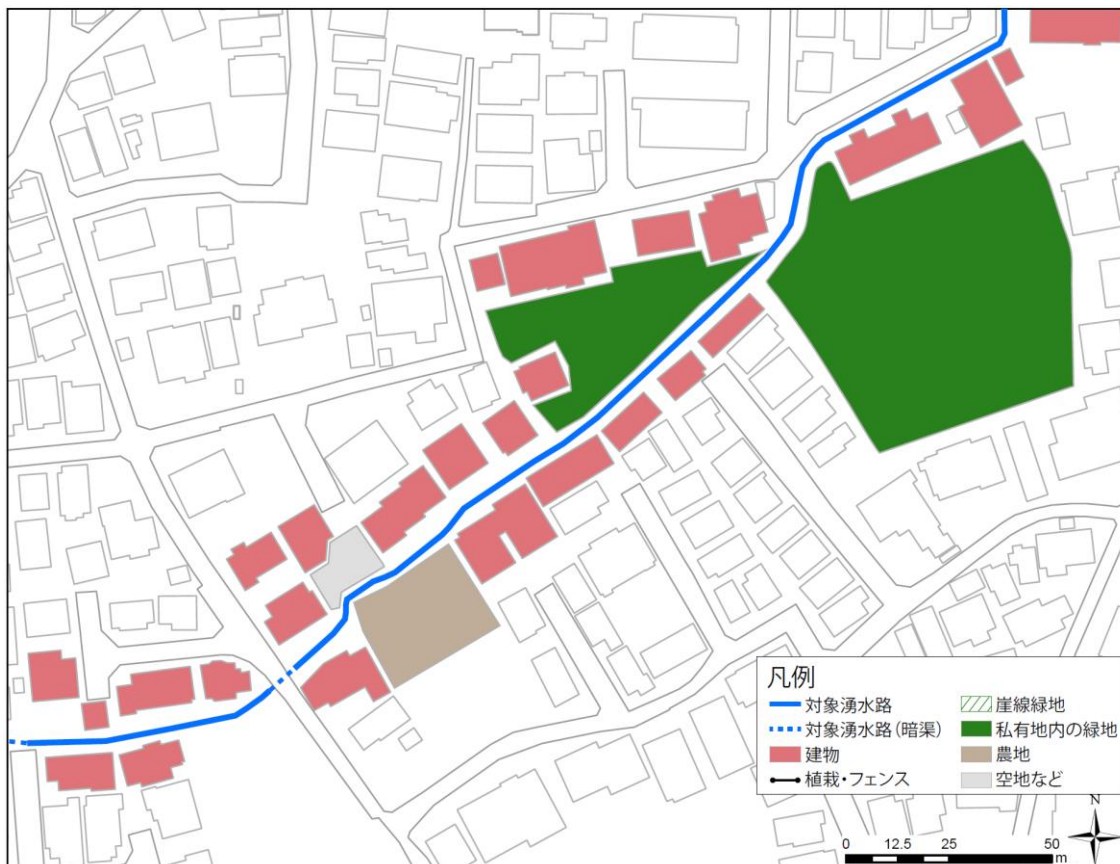 凡例
対象湧水路
対象湧水路(暗渠)
建物
植栽・フェンス
崖線緑地
私有地内の緑地
農地
空地など
N
0 12.5 25 50
m